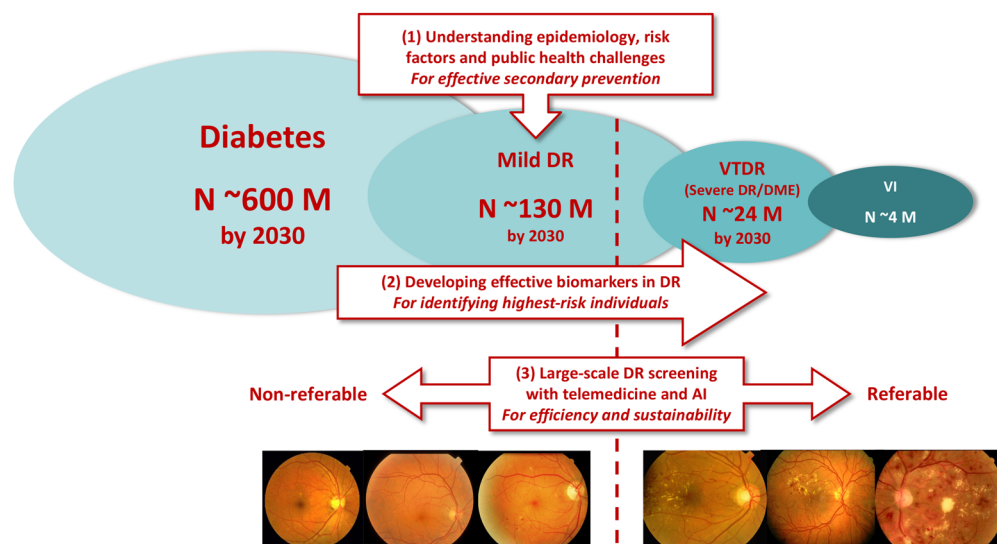 (1) Understanding epidemiology, risk
factors and public health challenges
For effective secondary prevention
Diabetes
N ~600 M
by 2030
Mild DR
N ~130 M
by 2030
VTDR
(Severe DR/DME)
N ~24 M
by 2030
VI
N ~4 M
(2) Developing effective biomarkers in DR
For identifying highest-risk individuals
(3) Large-scale DR screening
with telemedicine and AI
For efficiency and sustainability
Non-referable
Referable